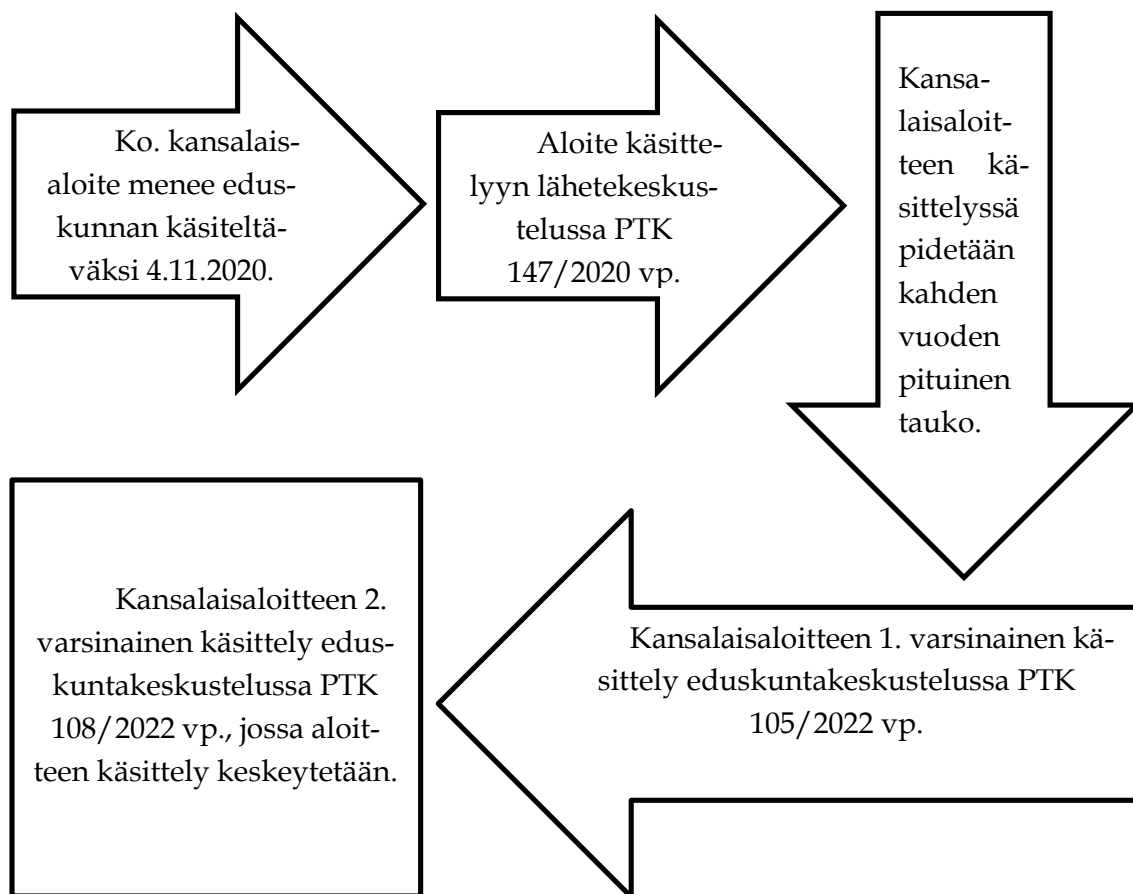 Ko. kansalais-
aloite menee edus-
kunnan käsiteltä-
väksi 4.11.2020.
Aloite käsitte-
lyyn lähetekeskus-
telussa PTK
147/2020 vp.
Kansa-
laisaloit-
teen kä-
sittelyssä
pidetään
kahden
vuoden
pituinen
tauko.
Kansalaisaloitteen 1. varsinainen kä-
sittely eduskuntakeskustelussa PTK
105/2022 vp.
Kansalaisaloitteen 2.
varsinainen käsittely edus-
kuntakeskustelussa PTK
108/2022 vp., jossa aloit-
teen käsittely keskeytetään.